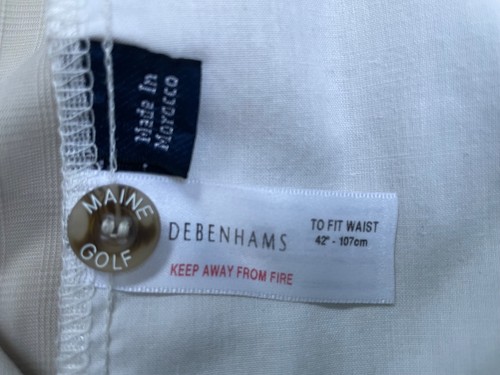 Made In
Morocco
MAINE
GOLF
DEBENHAMS
TO FIT WAIST
42" - 107cm
KEEP AWAY FROM FIRE